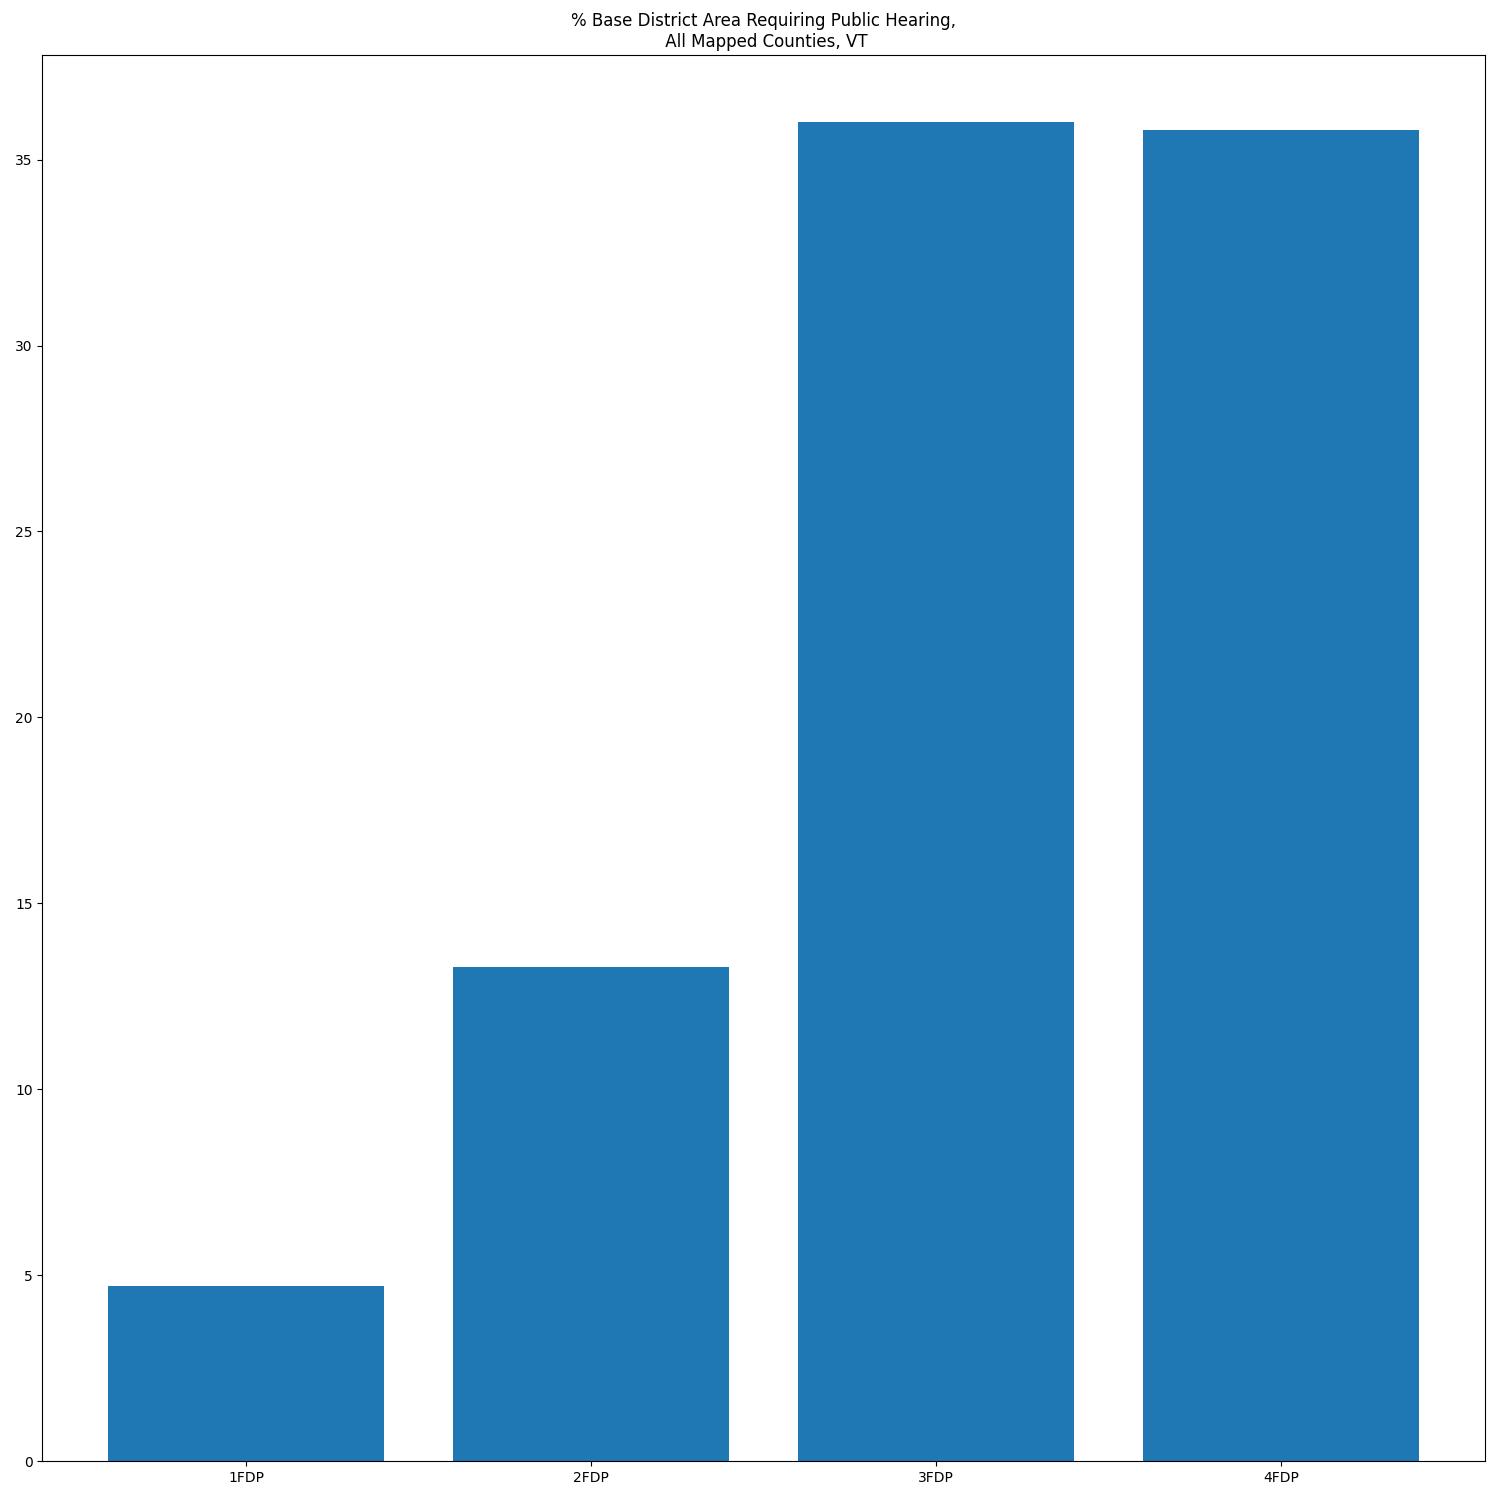 % Base District Area Requiring Public Hearing,
All Mapped Counties, VT
35
30
25
20
15
10
5
0
1FDP 2FDP 3FDP 4FDP